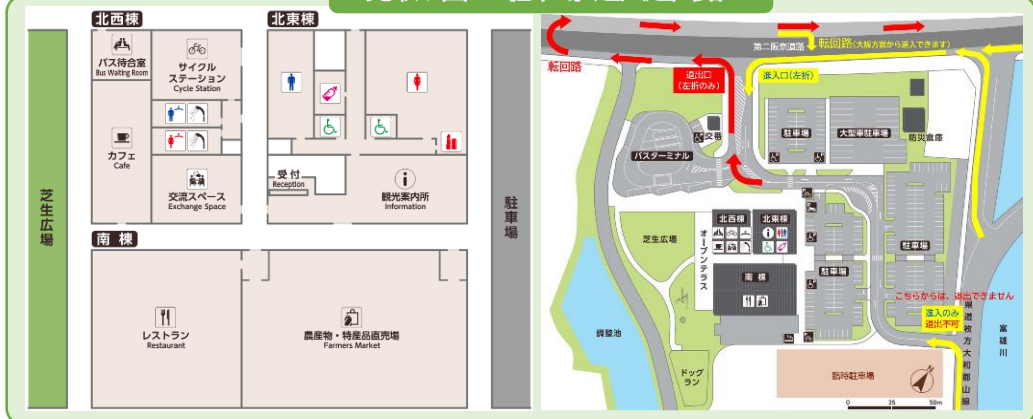 北西棟
バス待合室
Bus Waiting Room
サイクル
ステーション
Cycle Station
カフェ
Cafe
交流スペース
Exchange Space
北東棟
受付
Reception
観光案内所
Information
芝生広場
駐車場
南棟
レストラン
Restaurant
農産物・特産品直売場
Farmers Market
第二阪奈道路
転回路(大阪方面から進入できます)
転回路
退出口
(左折のみ)
進入口(左折)
交番
バスターミナル
駐車場
大型車駐車場
防災倉庫
北西棟
北東棟
芝生広場
オープンテラス
南棟
駐車場
駐車場
こちらからは、退出できません
進入のみ
退出不可
県道枚方大和郡山線
富雄川
調整池
ドッグ
ラン
臨時駐車場
N
0 25 50m